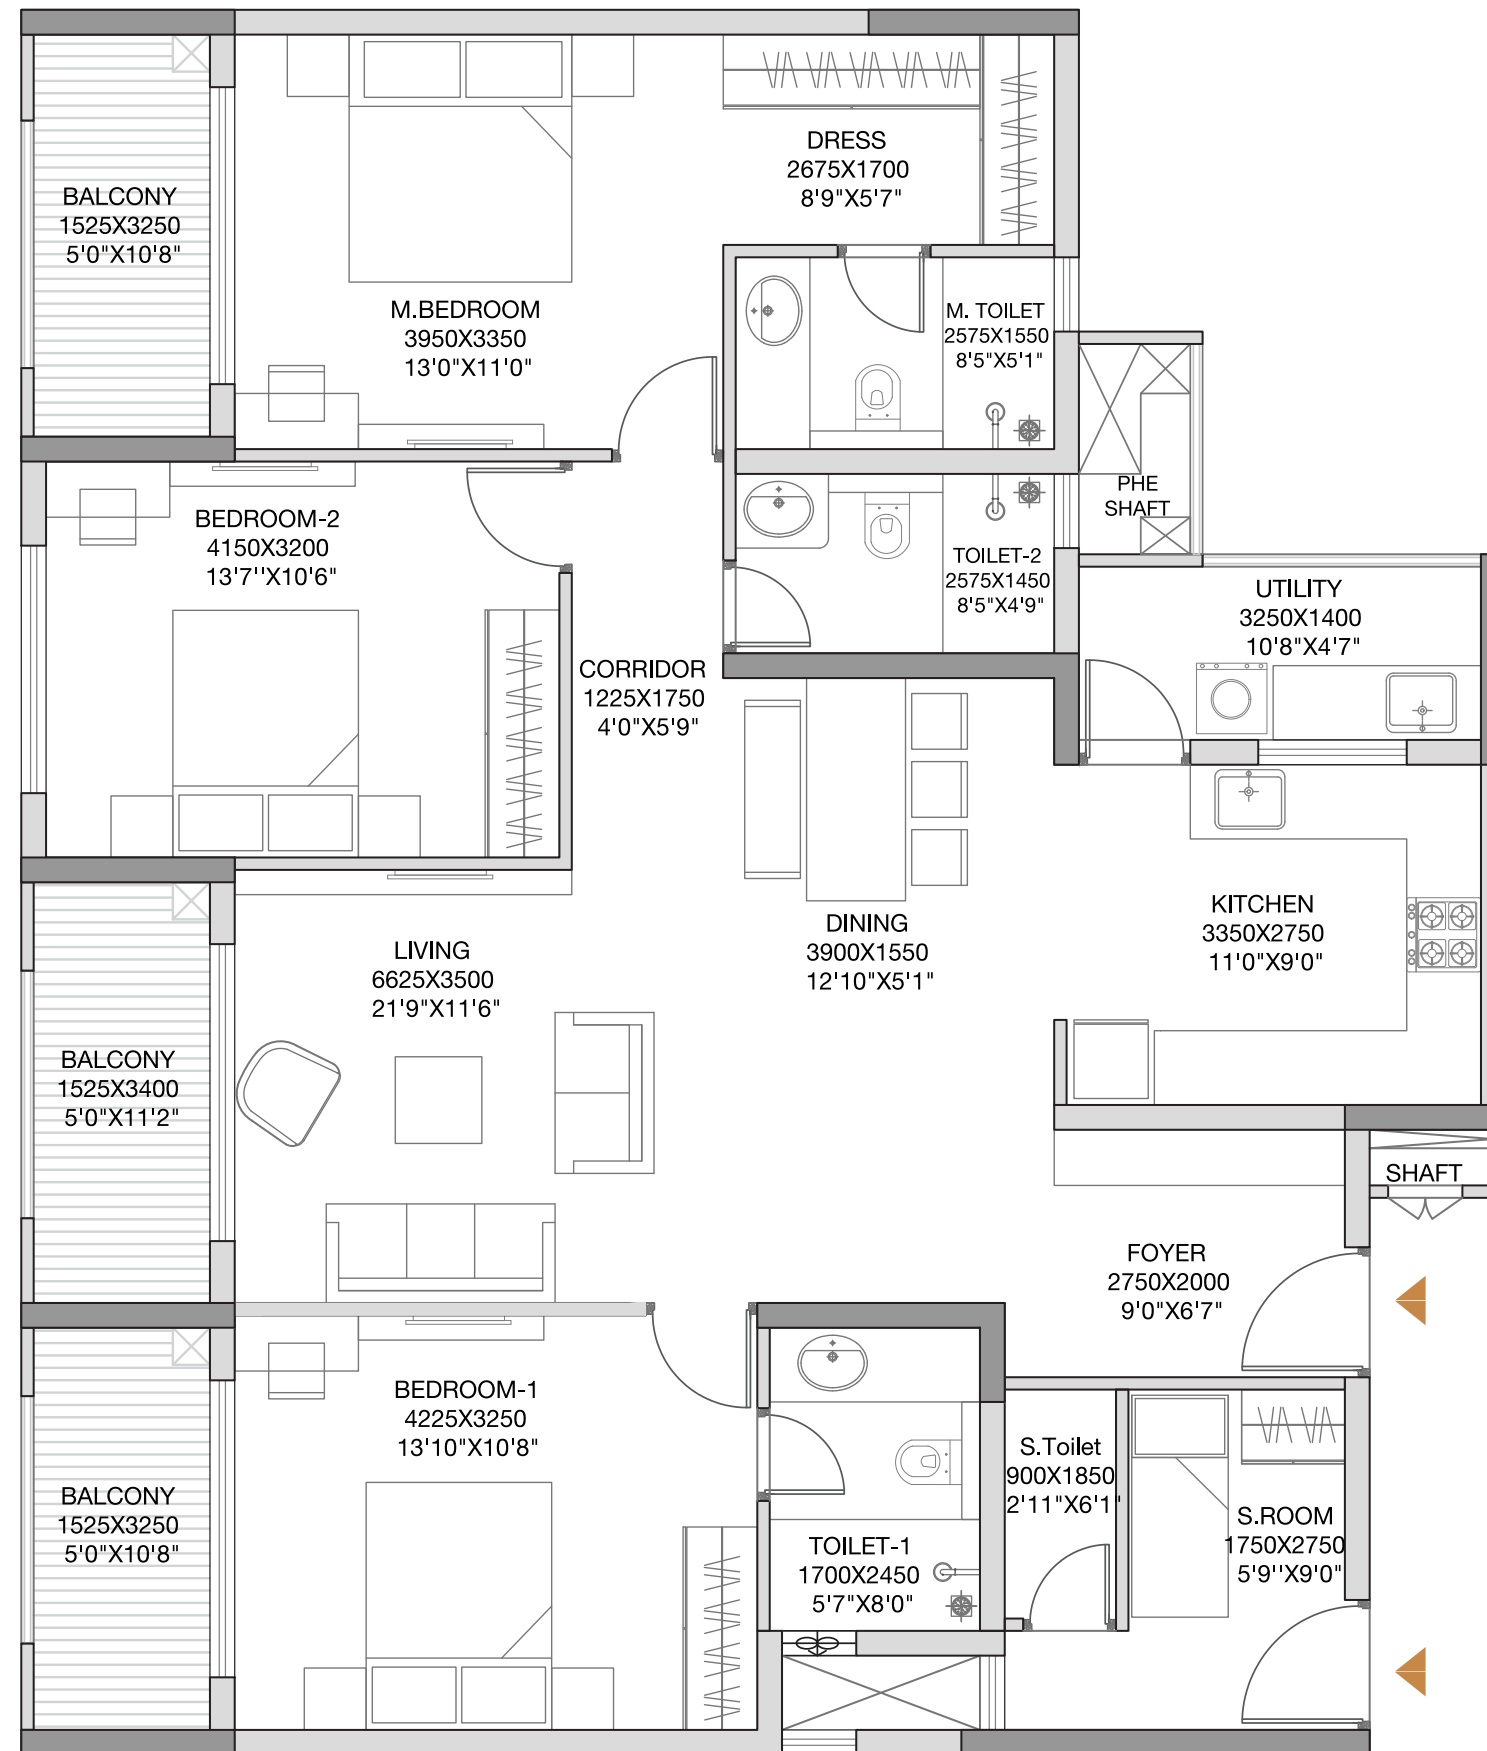 DRESS
2675X1700
8'9"X5'7"
BALCONY
1525X3250
5'0"X10'8"
M.BEDROOM
3950X3350
13'0"X11'0"
M. TOILET
2575X1550
8'5"X5'1"
PHE
SHAFT
BEDROOM-2
4150X3200
13'7''X10'6"
TOILET-2
2575X1450
8'5"X4'9"
UTILITY
3250X1400
10'8"X4'7"
CORRIDOR
1225X1750
4'0"X5'9"
KITCHEN
3350X2750
11'0"X9'0"
DINING
3900X1550
12'10"X5'1"
LIVING
6625X3500
21'9"X11'6"
BALCONY
1525X3400
5'0"X11'2"
SHAFT
FOYER
2750X2000
9'0"X6'7"
BEDROOM-1
4225X3250
13'10"X10'8"
S.Toilet
900X1850
2'11"X6'1"
BALCONY
1525X3250
5'0"X10'8"
S.ROOM
1750X2750
5'9''X9'0"
TOILET-1
1700X2450
5'7"X8'0"